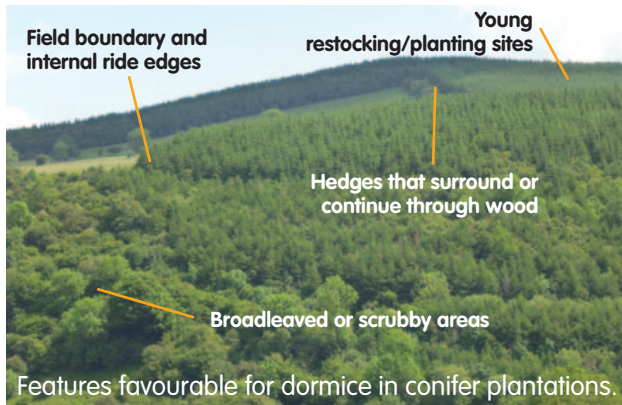 Field boundary and
internal ride edges
Young
restocking/planting sites
Hedges that surround or
continue through wood
Broadleaved or scrubby areas
Features favourable for dormice in conifer plantations.